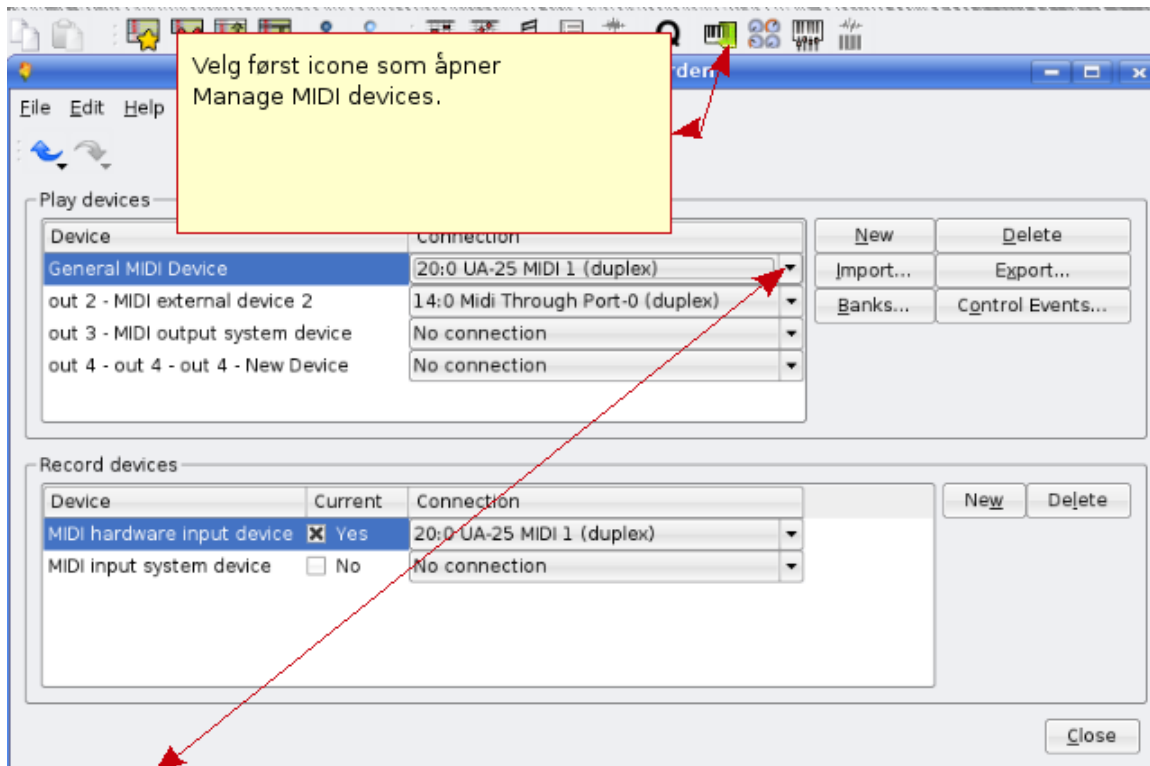 Velg først icone som åpner
Manage MIDI devices.
File Edit Help
Play devices
Device Connection
General MIDI Device 20:0 UA-25 MIDI 1 (duplex)
out 2 - MIDI external device 2 14:0 Midi Through Port-0 (duplex)
out 3 - MIDI output system device No connection
out 4 - out 4 - out 4 - New Device No connection
New Delete
Import... Export...
Banks... Control Events...
Record devices
Device Current Connection
MIDI hardware input device Yes 20:0 UA-25 MIDI 1 (duplex)
MIDI input system device No No connection
New Delete
Close